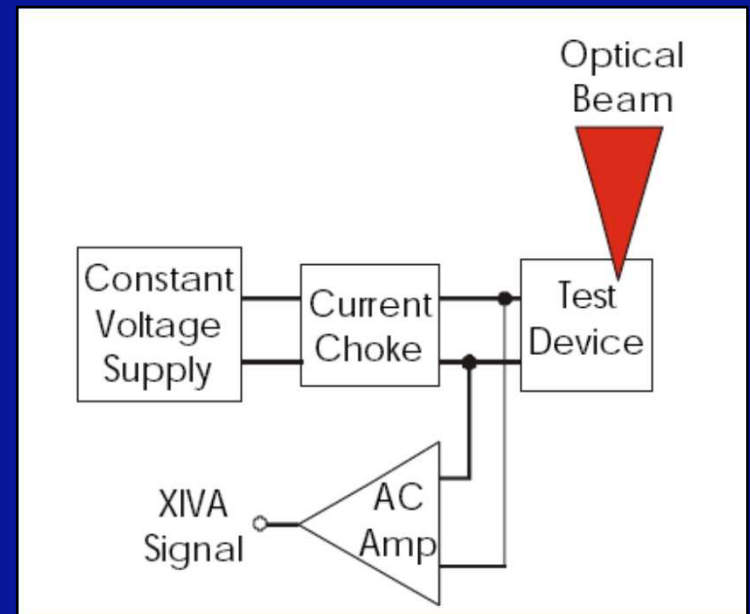 Optical
Beam
Constant
Voltage
Supply
Current
Choke
Test
Device
XIVA
Signal
AC
Amp